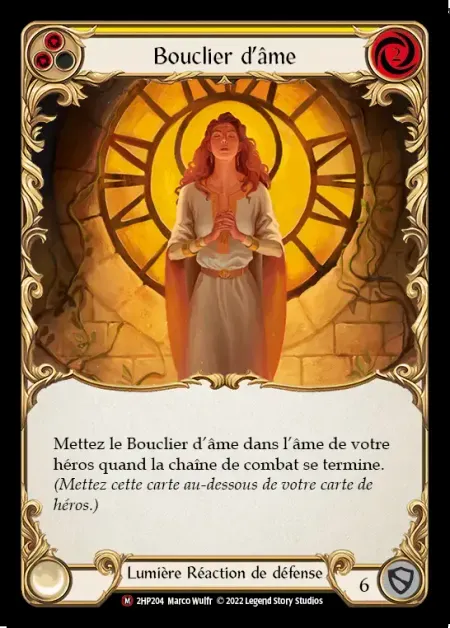 Bouclier d'âme
2
Mettez le Bouclier d'âme dans l'âme de votre
héros quand la chaîne de combat se termine.
(Mettez cette carte au-dessous de votre carte de
héros.)
Lumière Réaction de défense
6
M 2HP204 Marco Wulfr © 2022 Legend Story Studios